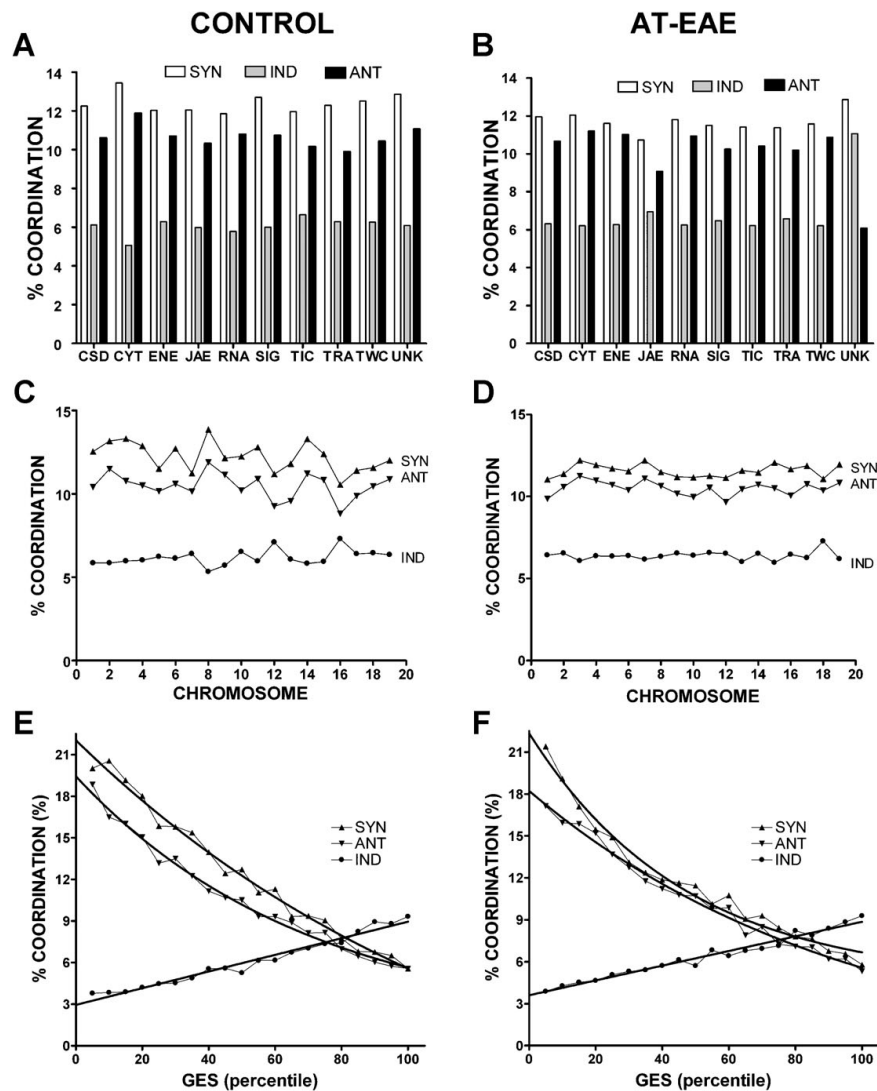 CONTROL
A
14
12
10
8
6
4
2
0
% COORDINATION
SYN IND ANT
CSD CYT ENE JAE RNA SIG TIC TRA TWC UNK
AT-EAE
B
14
12
10
8
6
4
2
0
% COORDINATION
SYN IND ANT
CSD CYT ENE JAE RNA SIG TIC TRA TWC UNK
C
15
10
5
0
% COORDINATION
SYN
ANT
IND
0 2 4 6 8 10 12 14 16 18 20
CHROMOSOME
D
15
10
5
0
% COORDINATION
SYN
ANT
IND
0 2 4 6 8 10 12 14 16 18 20
CHROMOSOME
E
21
18
15
12
9
6
3
0
% COORDINATION (%)
SYN
ANT
IND
0 20 40 60 80 100
GES (percentile)
F
21
18
15
12
9
6
3
0
% COORDINATION (%)
SYN
ANT
IND
0 20 40 60 80 100
GES (percentile)